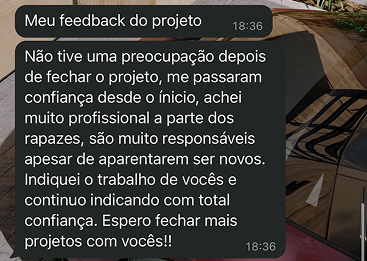 Meu feedback do projeto
18:36
Não tive uma preocupação depois
de fechar o projeto, me passaram
confiança desde o ínicio, achei
muito profissional a parte dos
rapazes, são muito responsáveis
apesar de aparentarem ser novos.
Indiquei o trabalho de vocês e
continuo indicando com total
confiança. Espero fechar mais
projetos com vocês!!
18:36